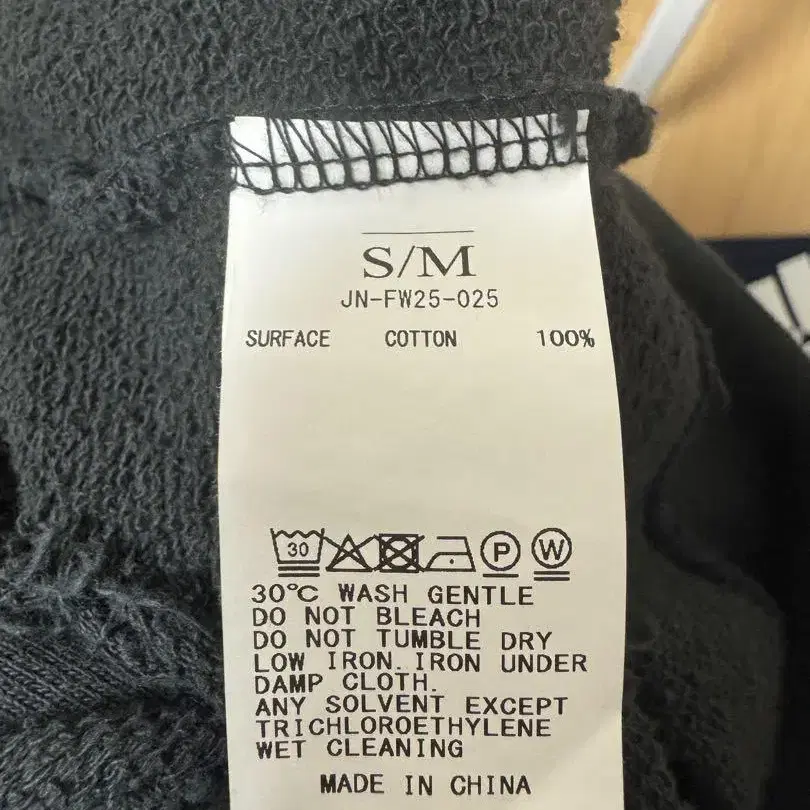 S/M
JN-FW25-025
SURFACE COTTON 100%
30 P W
30℃ WASH GENTLE
DO NOT BLEACH
DO NOT TUMBLE DRY
LOW IRON. IRON UNDER
DAMP CLOTH.
ANY SOLVENT EXCEPT
TRICHLOROETHYLENE
WET CLEANING
MADE IN CHINA